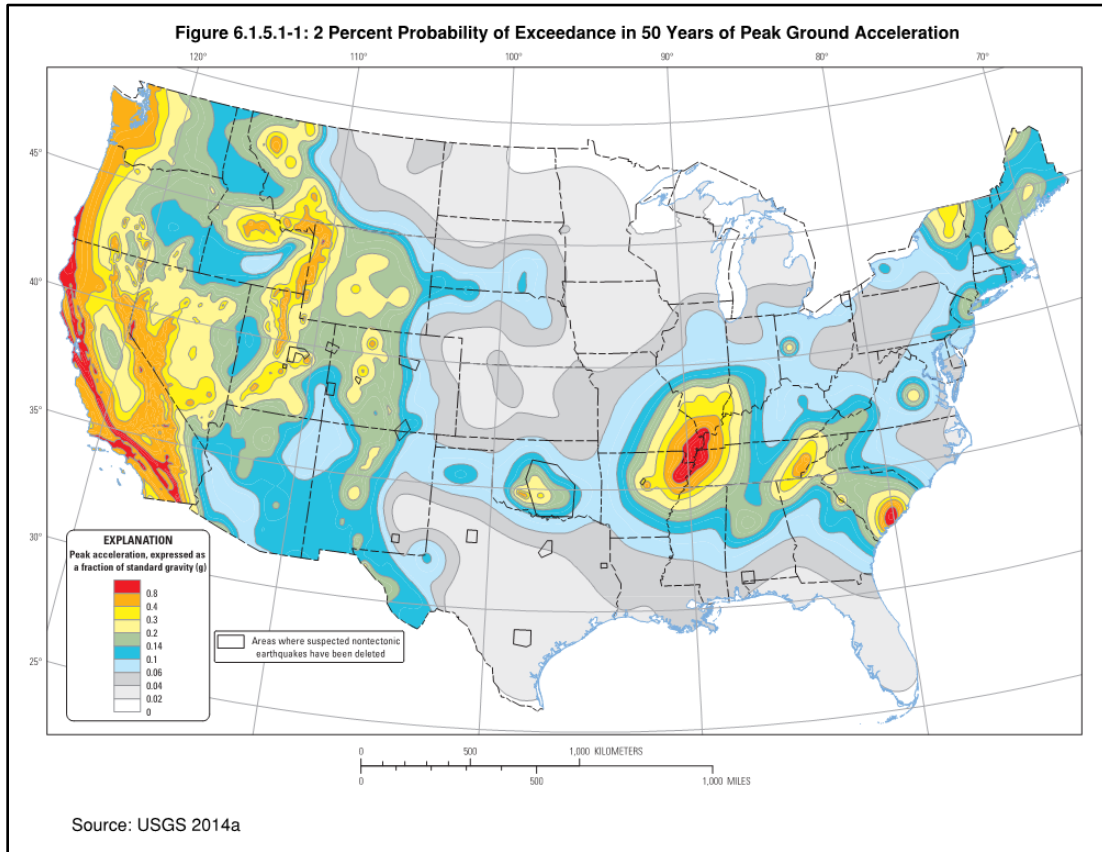 Figure 6.1.5.1-1: 2 Percent Probability of Exceedance in 50 Years of Peak Ground Acceleration
120° 110° 100° 90° 80° 70°
45°
40°
35°
30°
25°
EXPLANATION
Peak acceleration, expressed as
a fraction of standard gravity (g)
0.8
0.4
0.3
0.2
0.14
0.1
0.06
0.04
0.02
0
Areas where suspected nontectonic
earthquakes have been deleted
0 500 1,000 KILOMETERS
0 500 1,000 MILES
Source: USGS 2014a